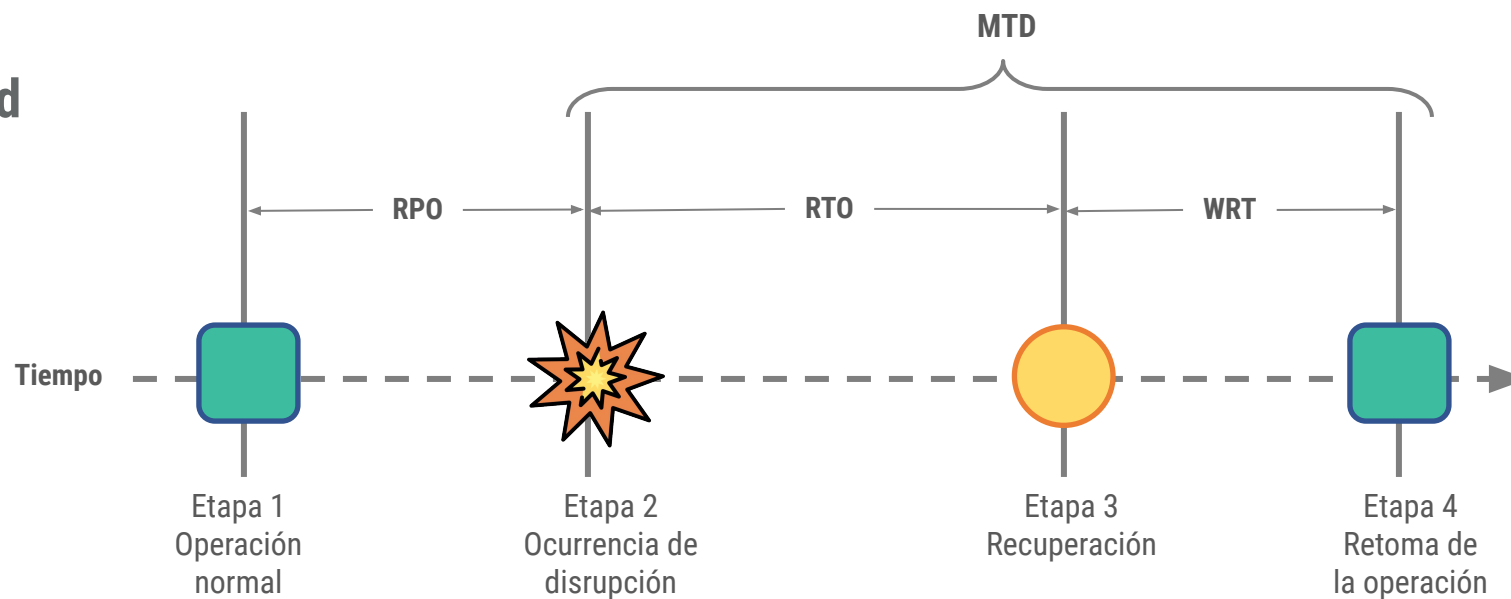 MTD
d
RPO
RTO
WRT
Tiempo
Etapa 1
Operación
normal
Etapa 2
Ocurrencia de
disrupción
Etapa 3
Recuperación
Etapa 4
Retoma de
la operación